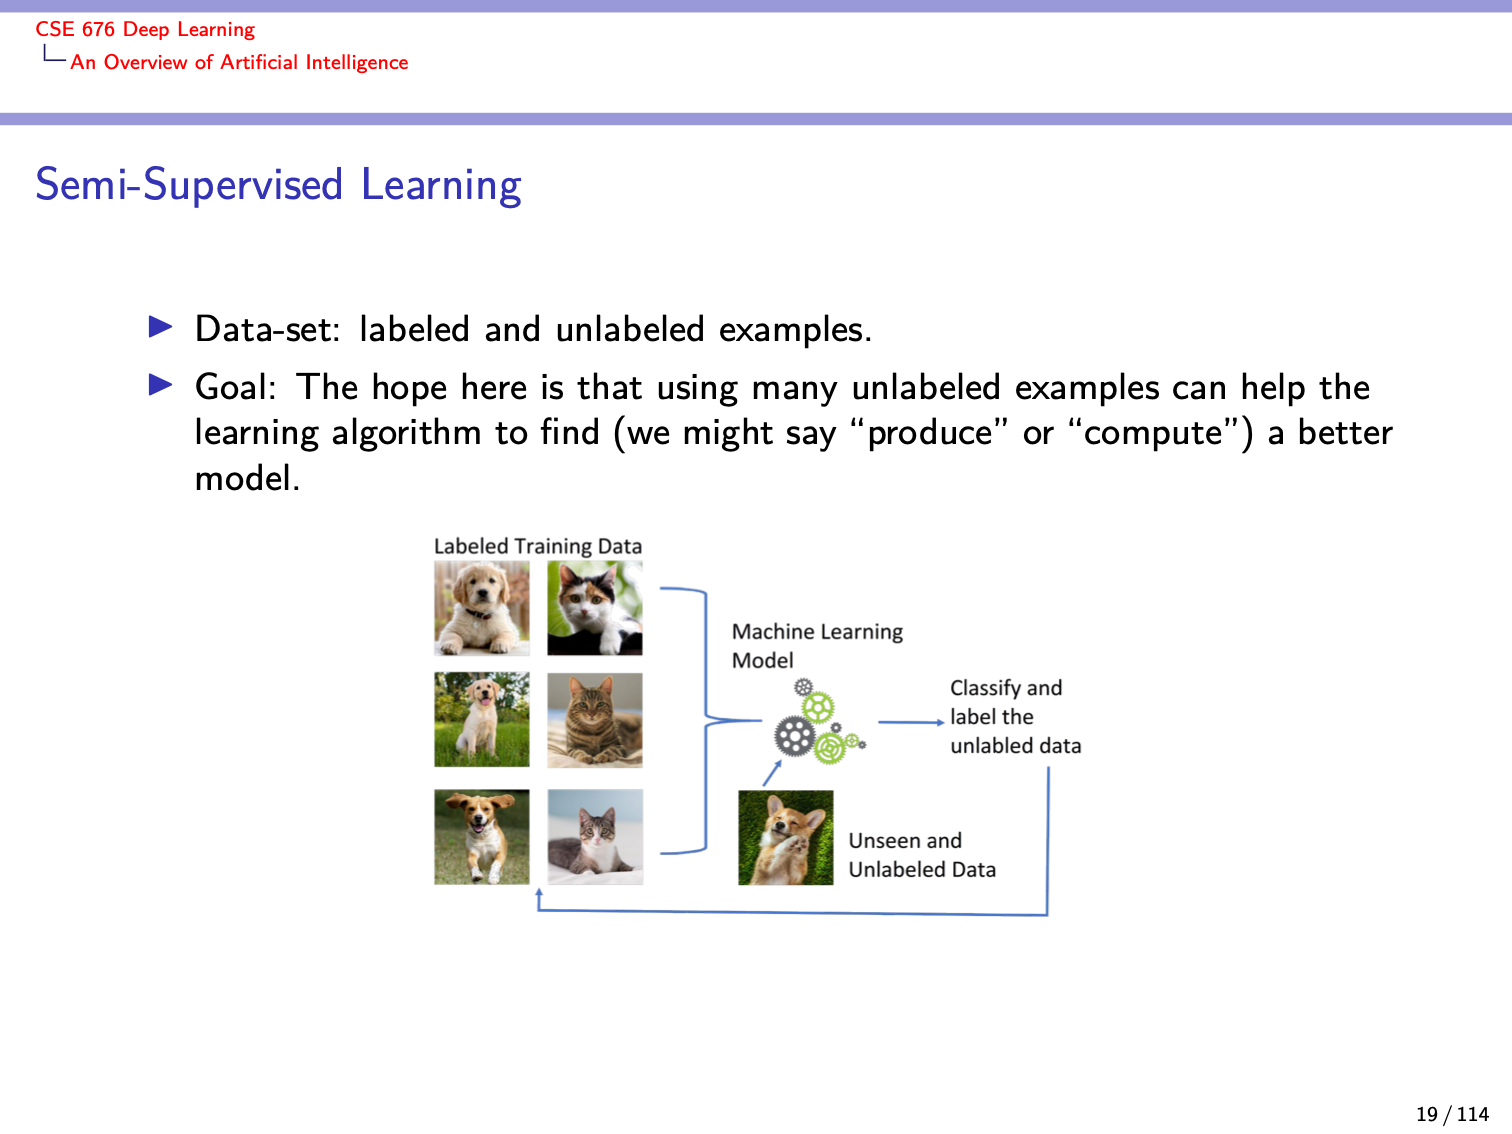 CSE 676 Deep Learning
An Overview of Artificial Intelligence
Semi-Supervised Learning
Data-set: labeled and unlabeled examples.
Goal: The hope here is that using many unlabeled examples can help the
learning algorithm to find (we might say “produce” or “compute”) a better
model.
Labeled Training Data
Machine Learning
Model
Classify and
label the
unlabled data
Unseen and
Unlabeled Data
19 / 114